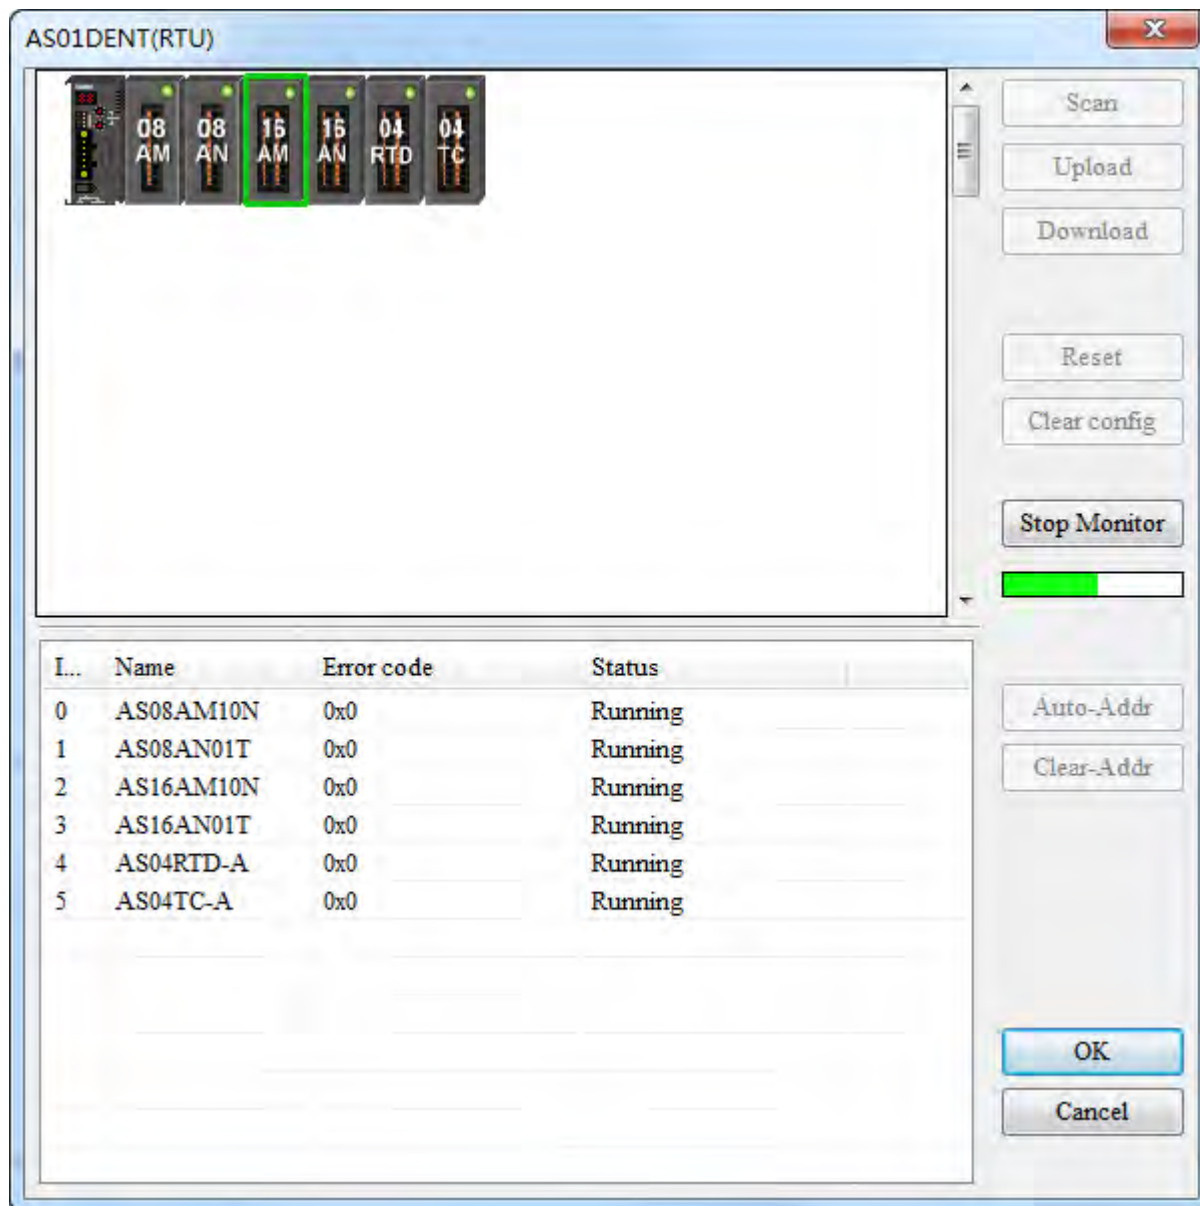 AS01DENT(RTU)
08 AM
08 AN
16 AM
16 AN
04 RTD
04 TC
Scan
Upload
Download
Reset
Clear config
Stop Monitor
I... Name Error code Status
0 AS08AM10N 0x0 Running
1 AS08AN01T 0x0 Running
2 AS16AM10N 0x0 Running
3 AS16AN01T 0x0 Running
4 AS04RTD-A 0x0 Running
5 AS04TC-A 0x0 Running
Auto-Addr
Clear-Addr
OK
Cancel